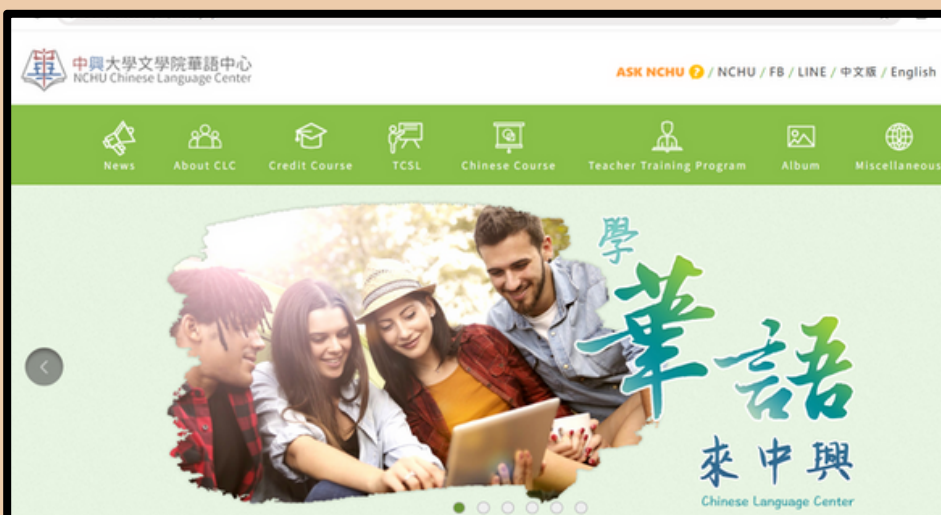 中興大學文學院華語中心
NCHU Chinese Language Center
ASK NCHU ? / NCHU / FB / LINE / 中文版 / English
News About CLC Credit Course TCSL Chinese Course Teacher Training Program Album Miscellaneous
學
華語
來中興
Chinese Language Center